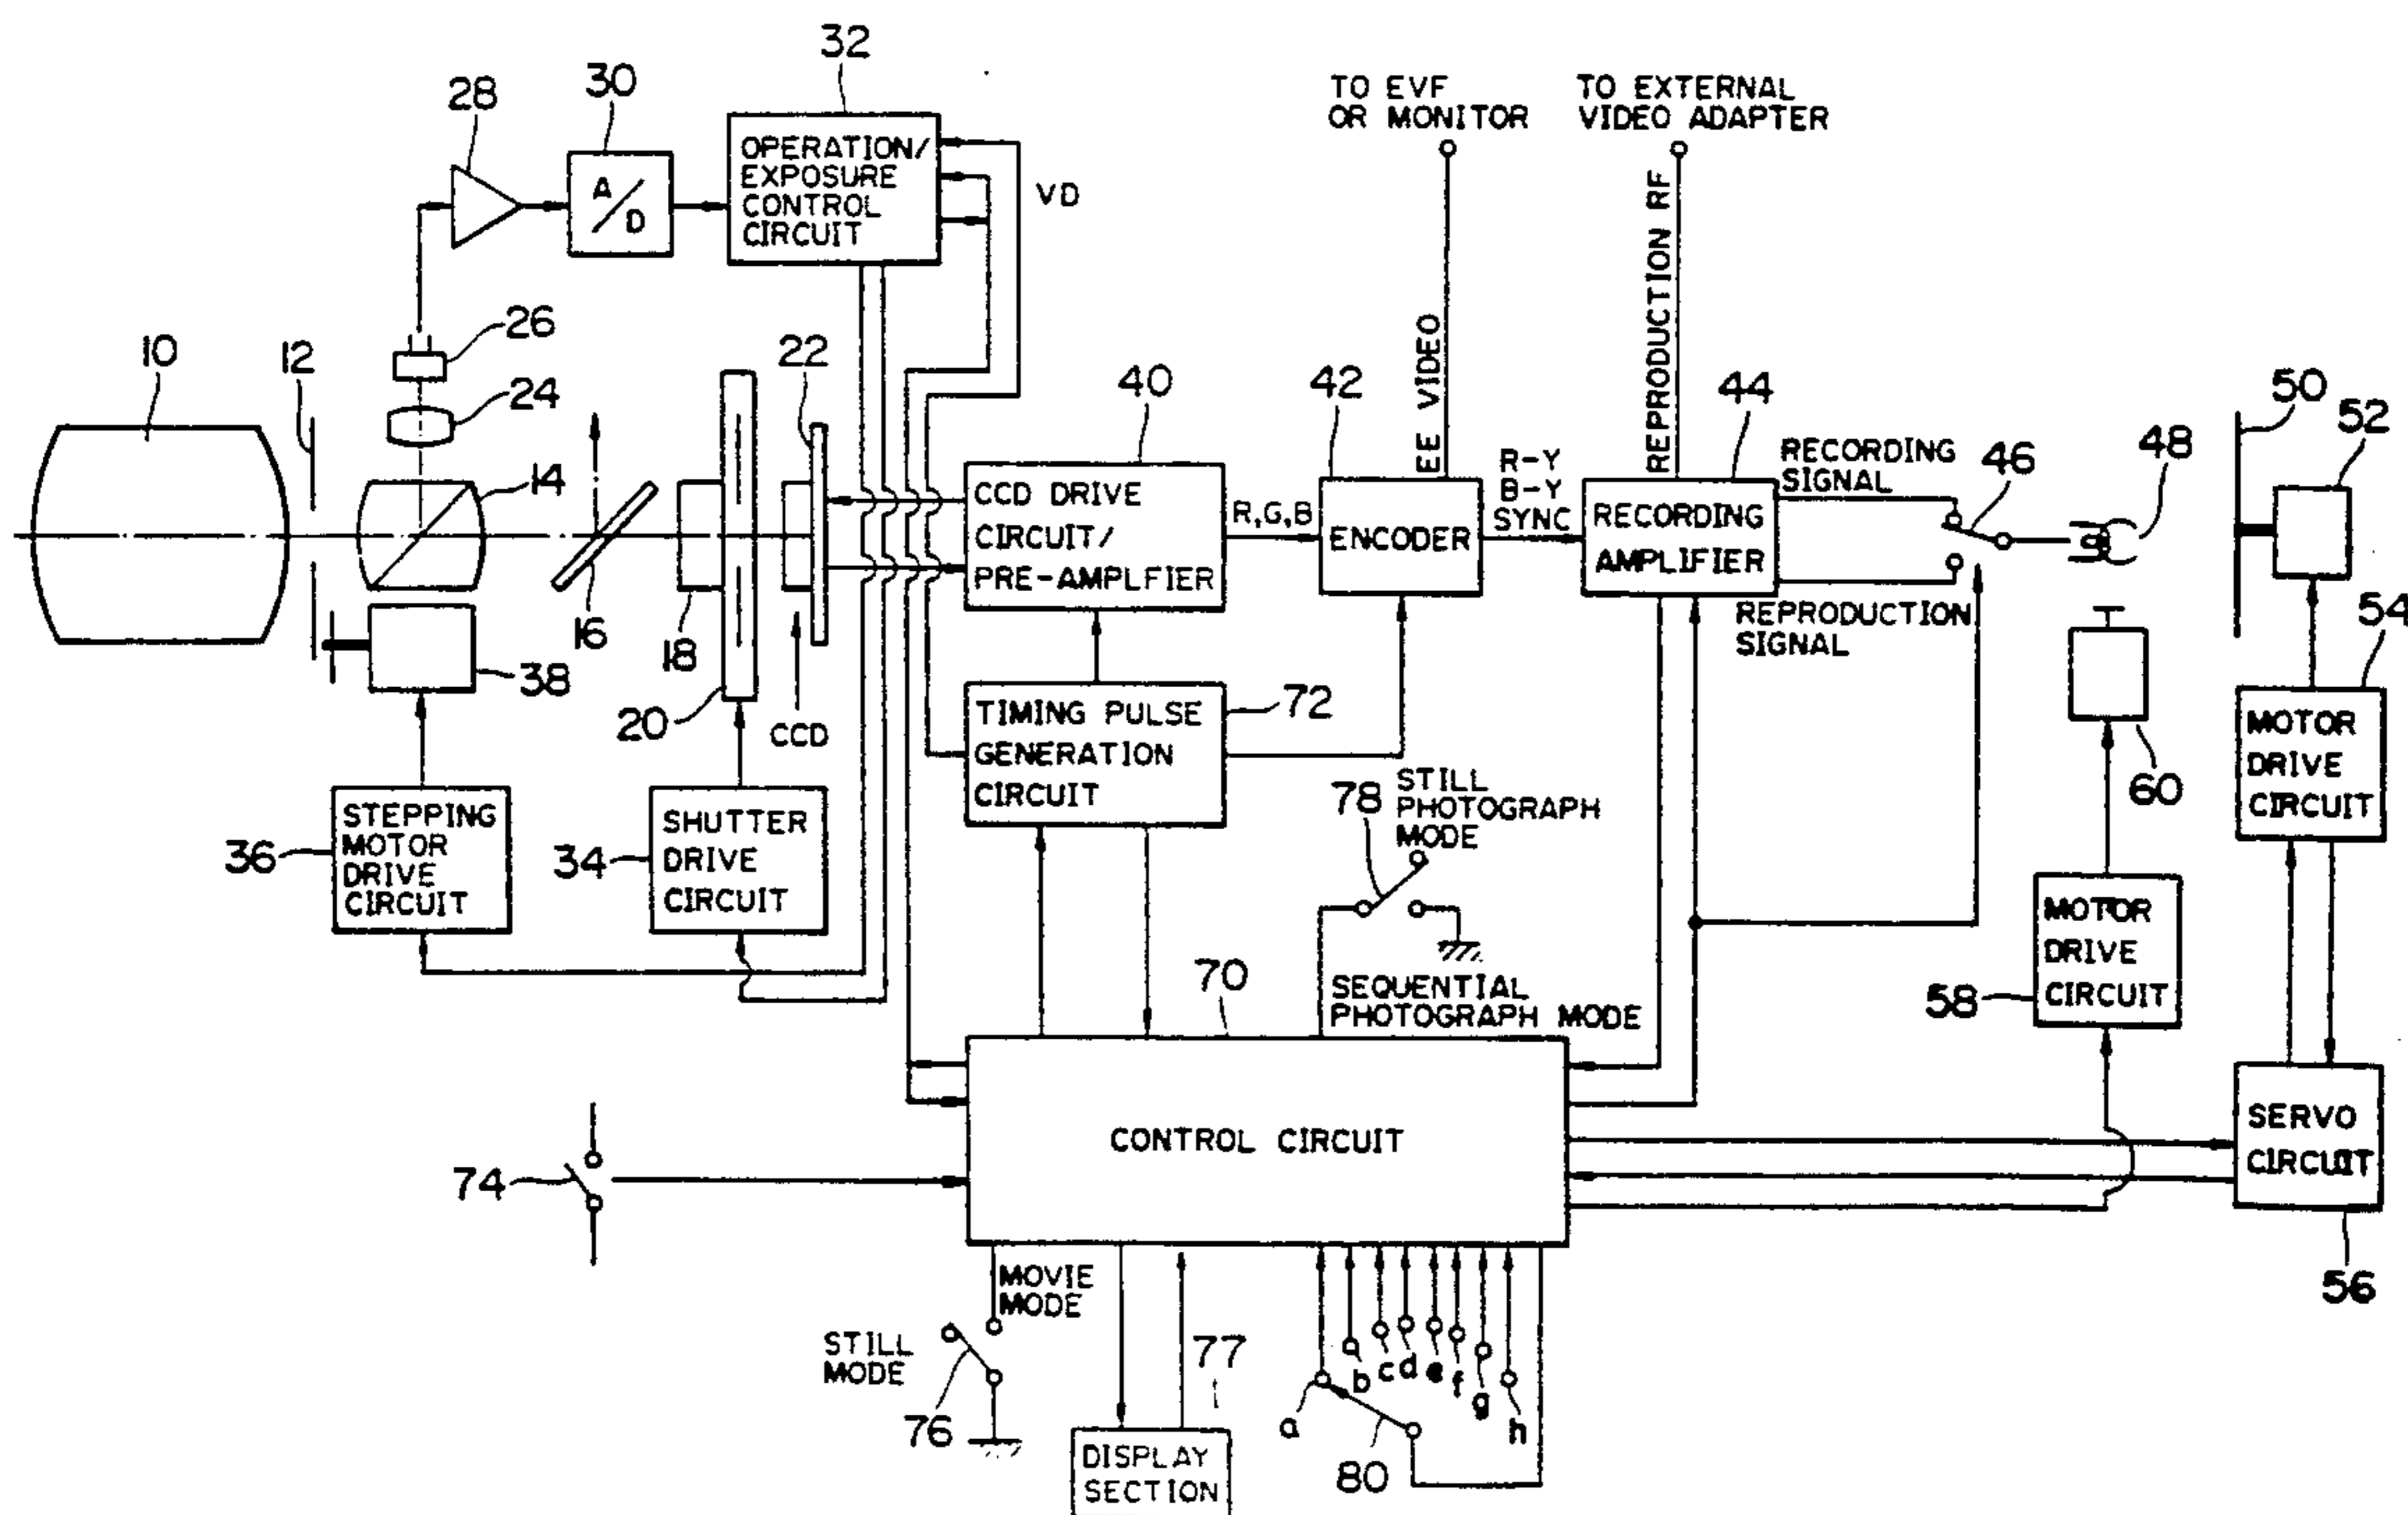 32
30
28
TO EVF
OR MONITOR
TO EXTERNAL
VIDEO ADAPTER
OPERATION/
EXPOSURE
CONTROL
CIRCUIT
A/D
VD
REPRODUCTION RF
EE VIDEO
26
10
12
24
22
40
42
44
50
52
14
16
18
20
38
CCD
CCD DRIVE
CIRCUIT/
PRE-AMPLFIER
R,G,B
ENCODER
R-Y
B-Y
SYNC
RECORDING
AMPLIFIER
RECORDING
SIGNAL
46
48
REPRODUCTION
SIGNAL
54
TIMING PULSE
GENERATION
CIRCUIT
72
60
MOTOR
DRIVE
CIRCUIT
STEPPING
MOTOR
DRIVE
CIRCUIT
36
SHUTTER
DRIVE
CIRCUIT
34
78
STILL
PHOTOGRAPH
MODE
MOTOR
DRIVE
CIRCUIT
58
70
SEQUENTIAL
PHOTOGRAPH MODE
CONTROL CIRCUIT
SERVO
CIRCUIT
56
74
MOVIE
MODE
STILL
MODE
76
77
DISPLAY
SECTION
a
b
c
d
e
f
g
h
80